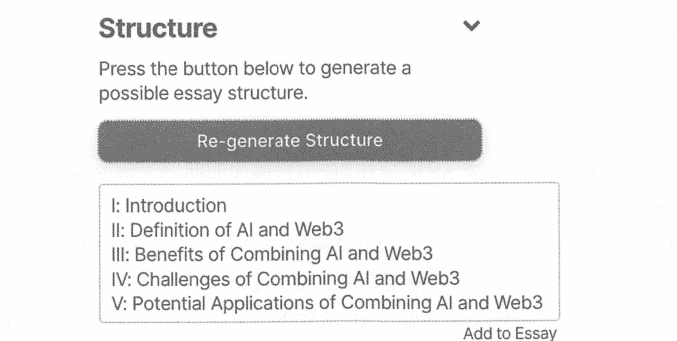 Structure
Press the button below to generate a
possible essay structure.
Re-generate Structure
I: Introduction
II: Definition of AI and Web3
III: Benefits of Combining AI and Web3
IV: Challenges of Combining AI and Web3
V: Potential Applications of Combining AI and Web3
Add to Essay